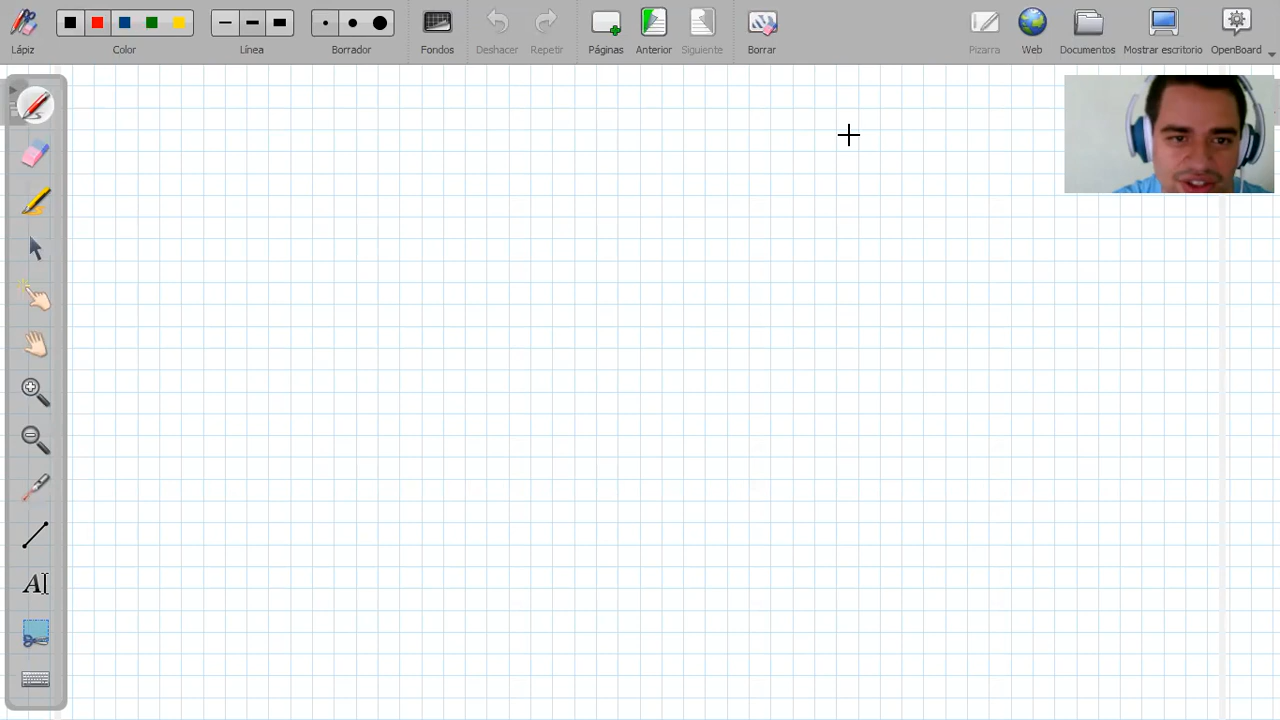 Lápiz Color Línea Borrador Fondos Deshacer Repetir Páginas Anterior Siguiente Borrar Pizarra Web Documentos Mostrar escritorio OpenBoard
A